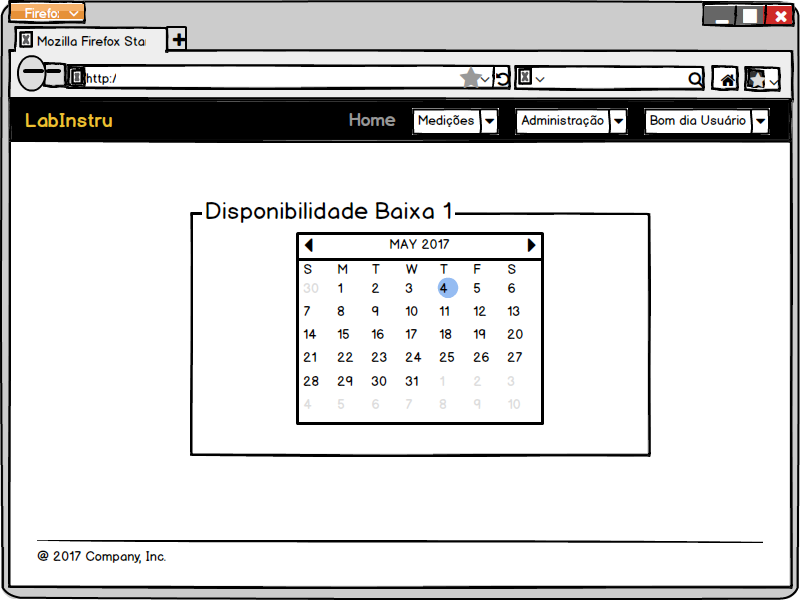 Firefo:
Mozilla Firefox Sta
http:/
LabInstru Home Medições Administração Bom dia Usuário
Disponibilidade Baixa 1
MAY 2017
S M T W T F S
30 1 2 3 4 5 6
7 8 9 10 11 12 13
14 15 16 17 18 19 20
21 22 23 24 25 26 27
28 29 30 31 1 2 3
4 5 6 7 8 9 10
@ 2017 Company, Inc.